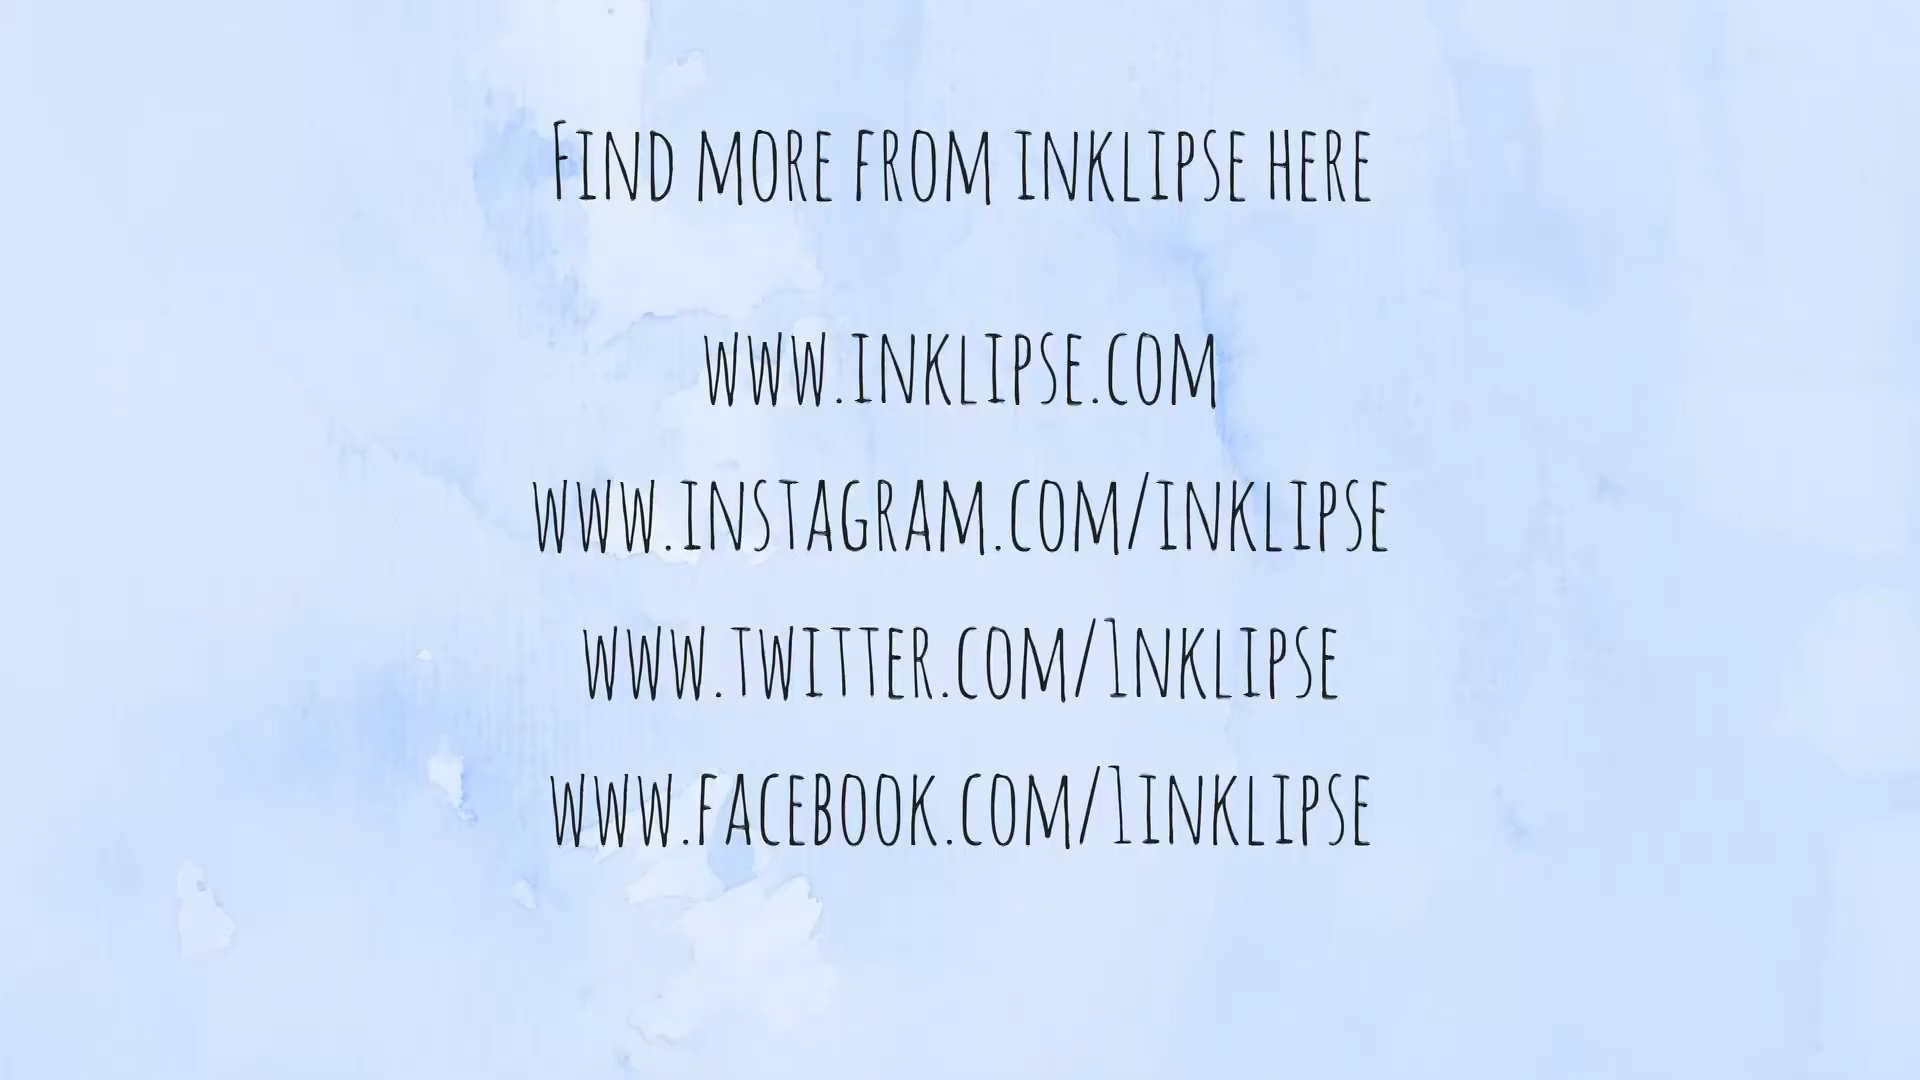 Find more from inklipse here
www.inklipse.com
www.instagram.com/inklipse
www.twitter.com/1nklipse
www.facebook.com/1inklipse